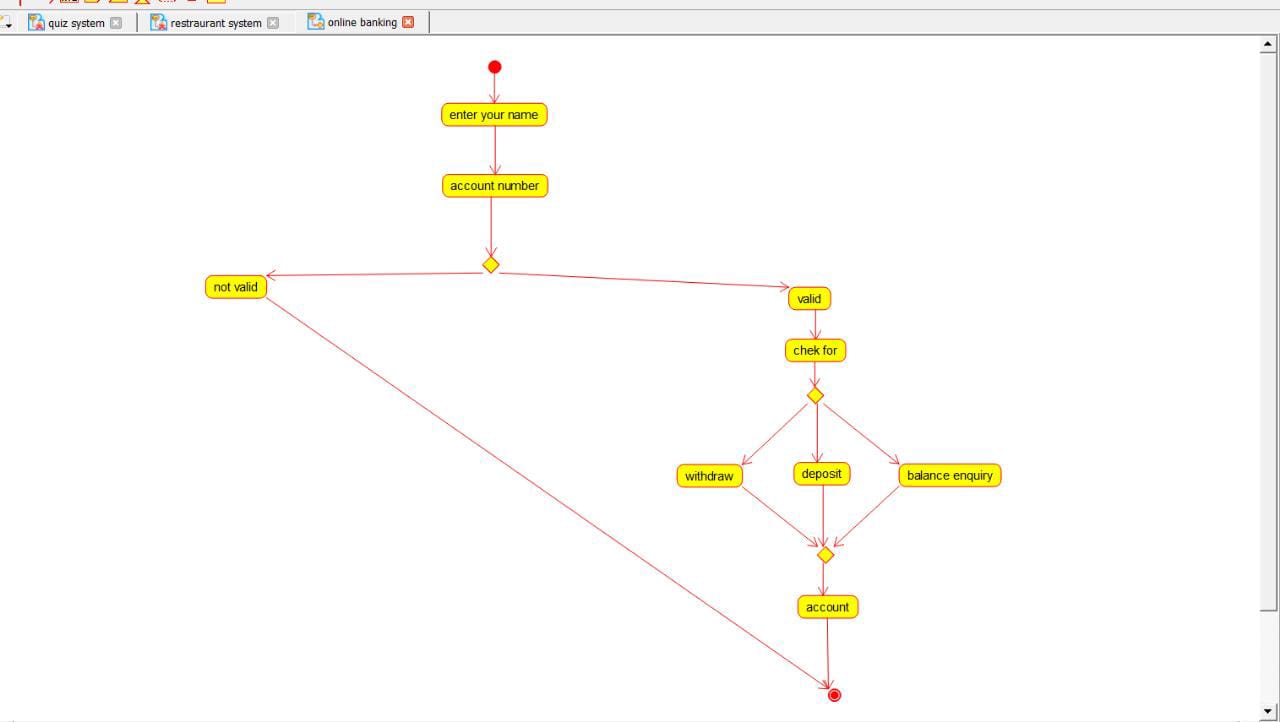 quiz system
restraurant system
online banking
enter your name
account number
not valid
valid
chek for
withdraw
deposit
balance enquiry
account